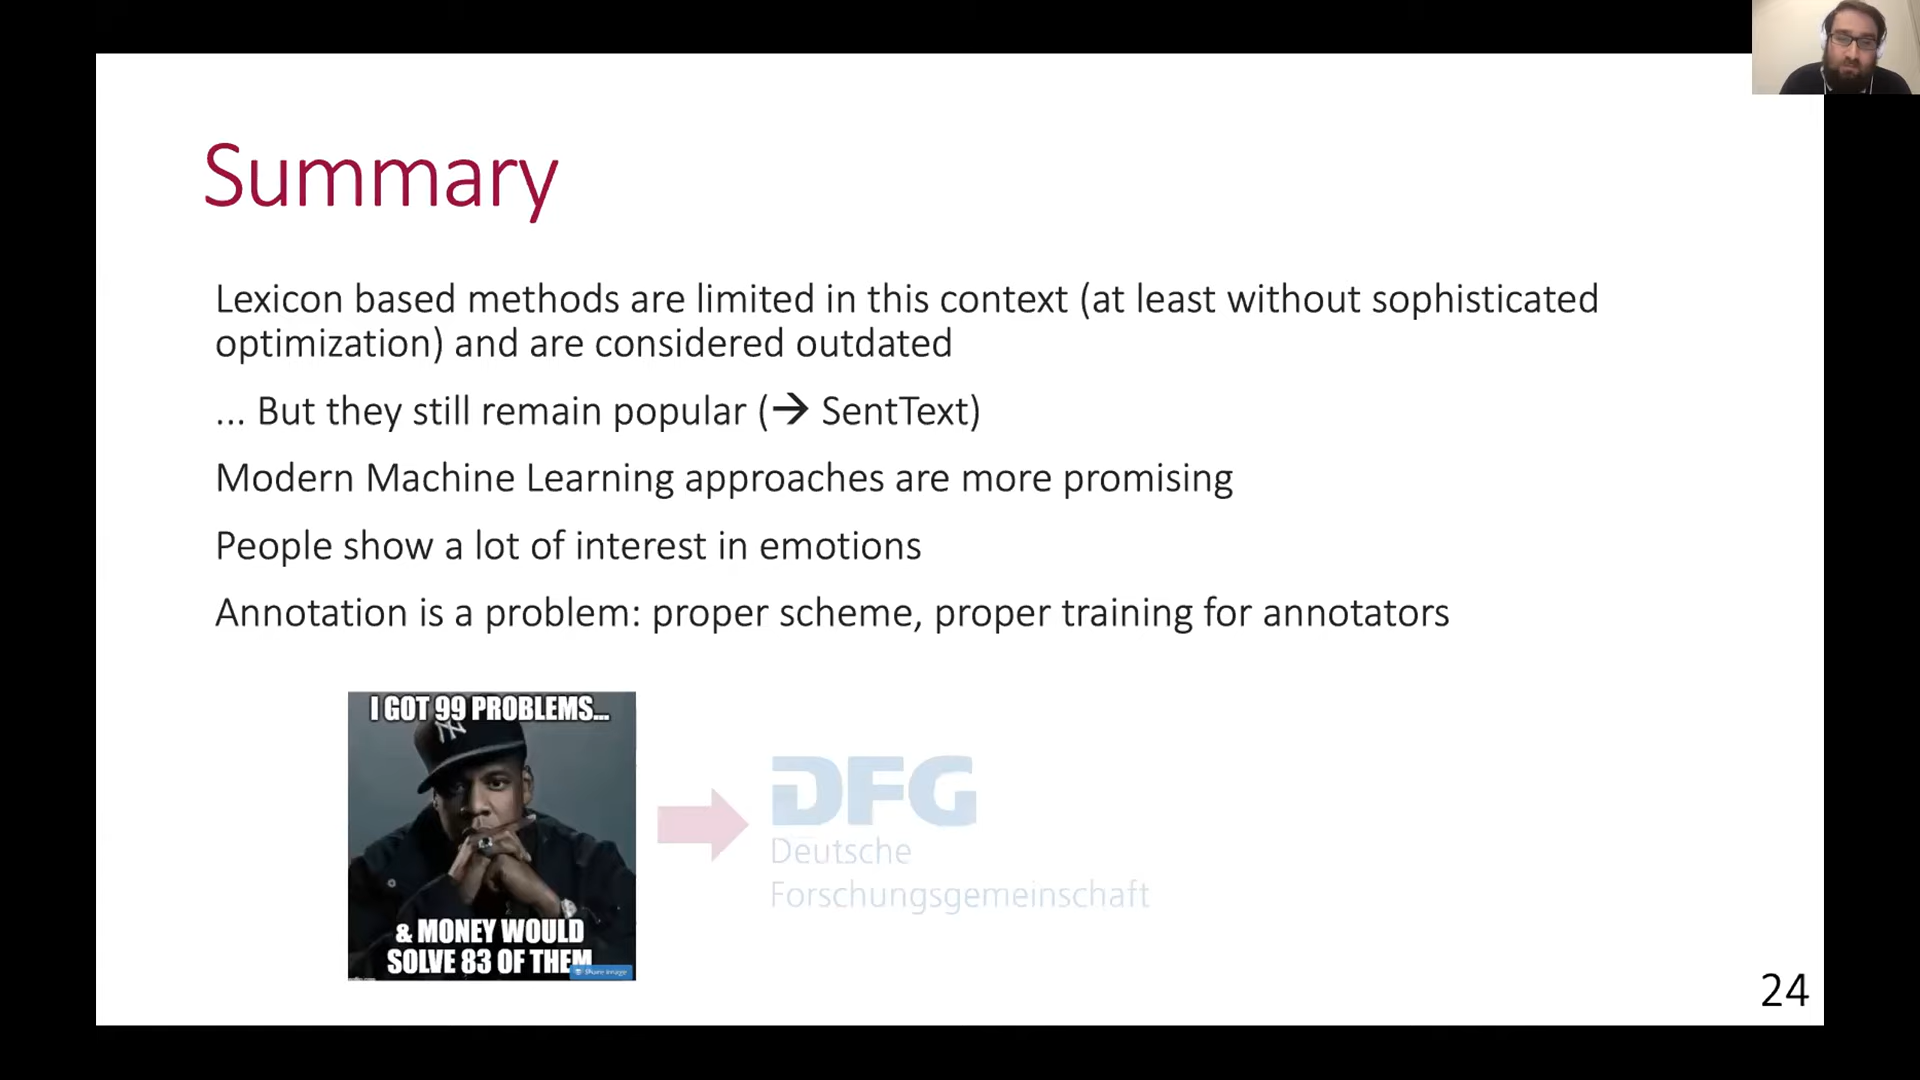 Summary
Lexicon based methods are limited in this context (at least without sophisticated
optimization) and are considered outdated
... But they still remain popular (→ SentText)
Modern Machine Learning approaches are more promising
People show a lot of interest in emotions
Annotation is a problem: proper scheme, proper training for annotators
I GOT 99 PROBLEMS...
NY
& MONEY WOULD
SOLVE 83 OF THEM
Share image
DFG
Deutsche
Forschungsgemeinschaft
24